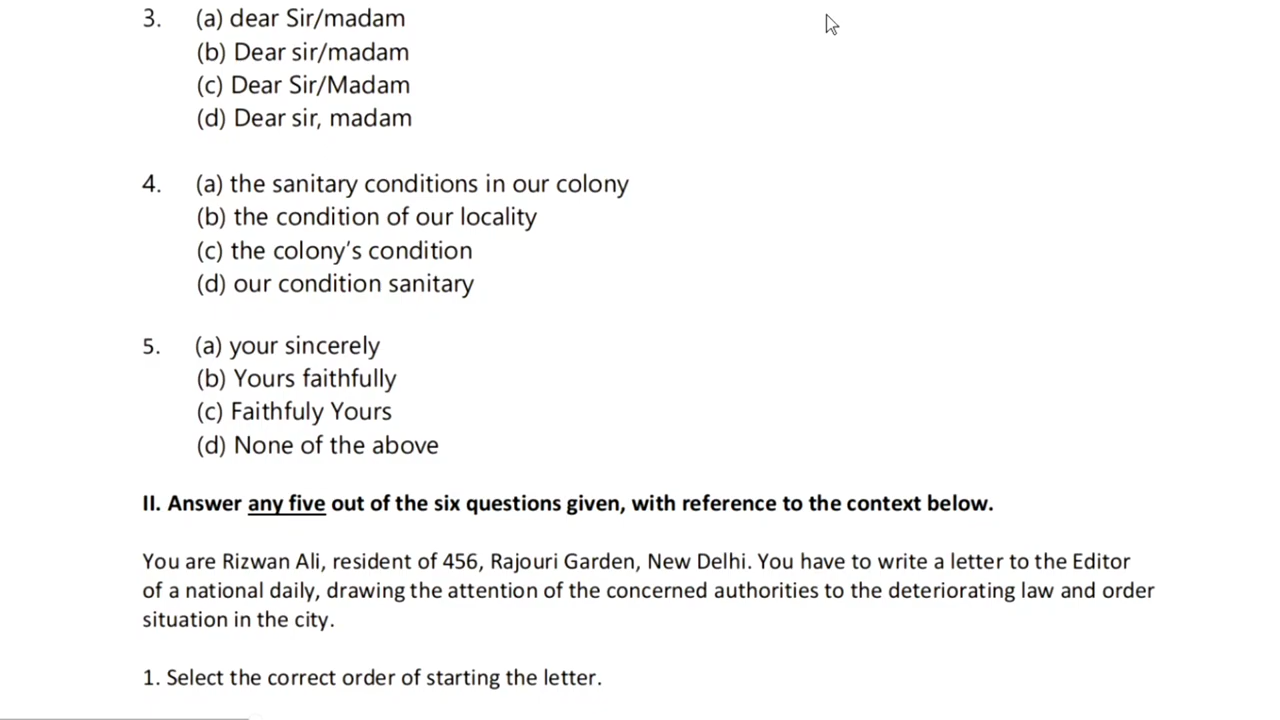 3. (a) dear Sir/madam
(b) Dear sir/madam
(c) Dear Sir/Madam
(d) Dear sir, madam
4. (a) the sanitary conditions in our colony
(b) the condition of our locality
(c) the colony's condition
(d) our condition sanitary
5. (a) your sincerely
(b) Yours faithfully
(c) Faithfuly Yours
(d) None of the above
II. Answer any five out of the six questions given, with reference to the context below.
You are Rizwan Ali, resident of 456, Rajouri Garden, New Delhi. You have to write a letter to the Editor
of a national daily, drawing the attention of the concerned authorities to the deteriorating law and order
situation in the city.
1. Select the correct order of starting the letter.